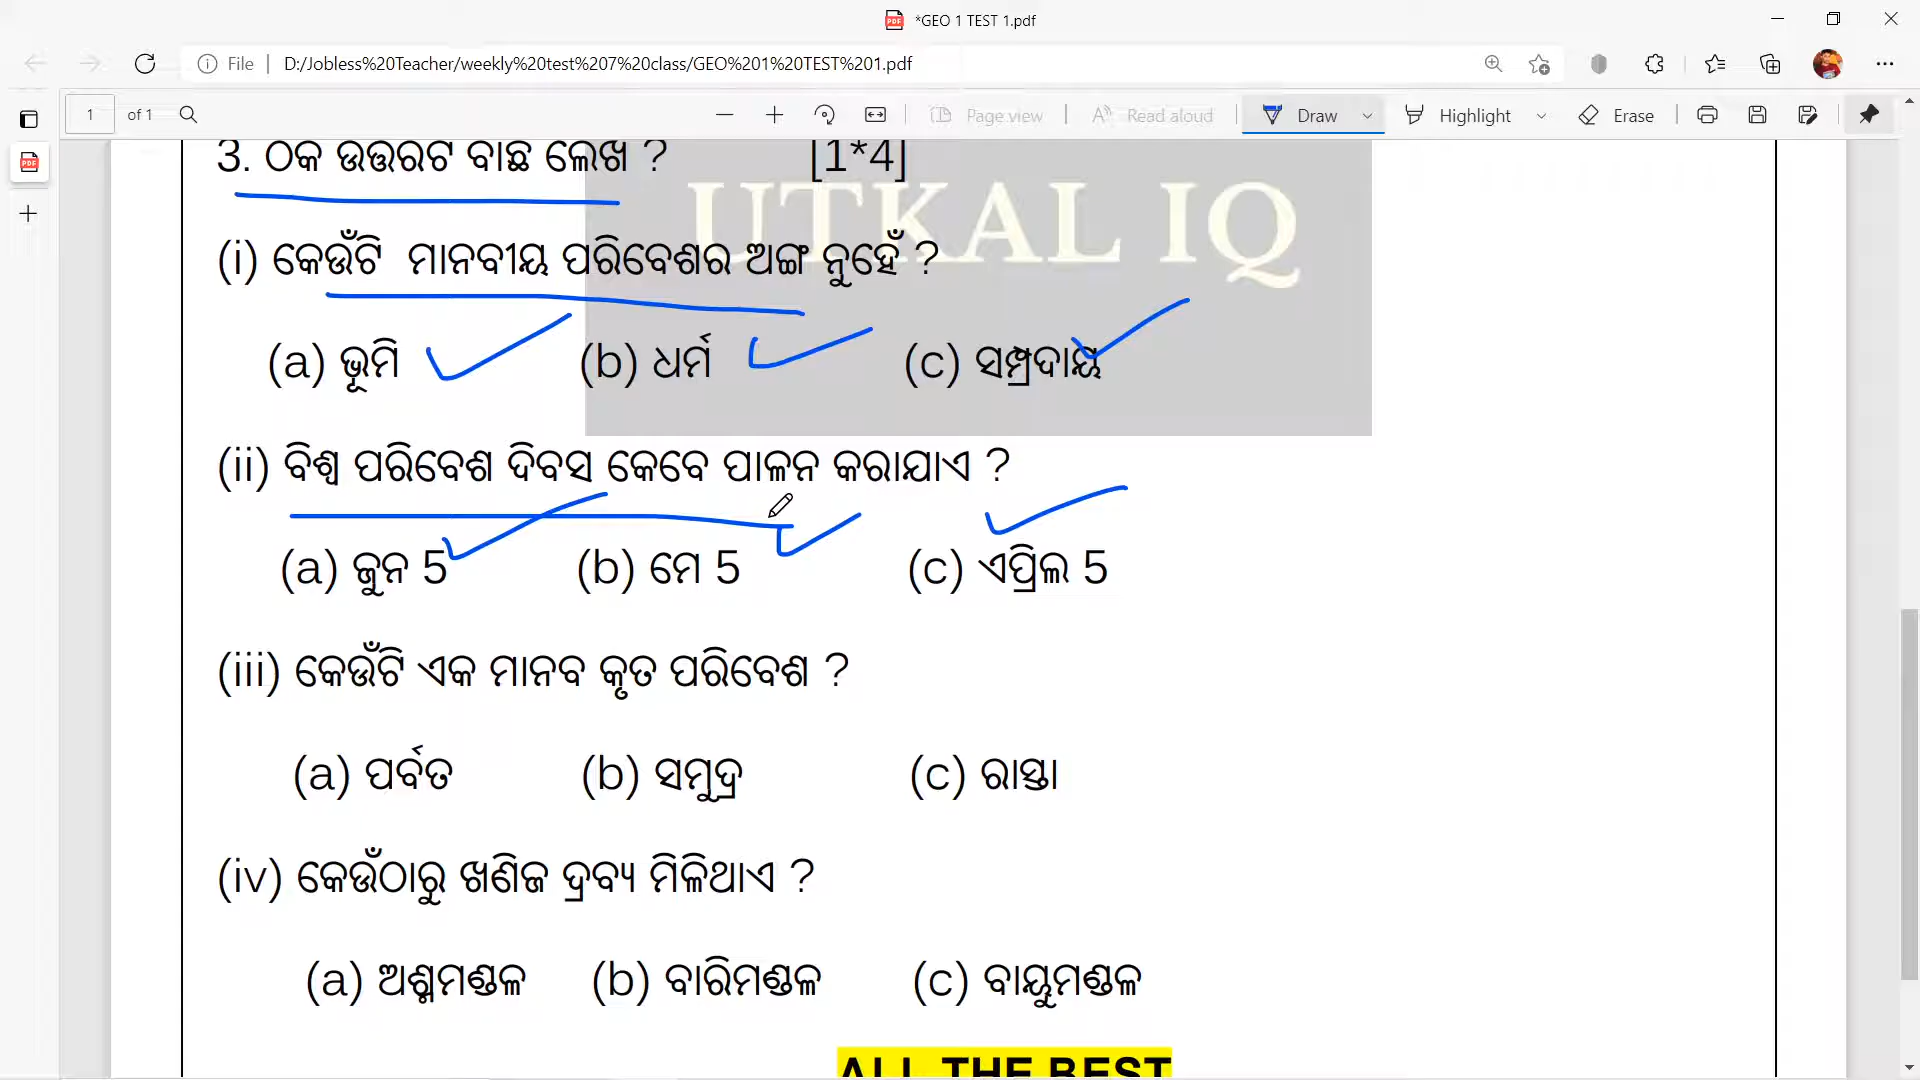 *GEO 1 TEST 1.pdf
File | D:/Jobless%20Teacher/weekly%20test%207%20class/GEO%201%20TEST%201.pdf
1 of 1 Page view Read aloud Draw Highlight Erase
3. ଠିକ ଉତ୍ତରଟି ବାଛି ଲେଖ ? [1*4]
UTKAL IQ
(i) କେଉଁଟି ମାନବୀୟ ପରିବେଶର ଅଙ୍ଗ ନୁହେଁ ?
(a) ଭୂମି (b) ଧର୍ମ (c) ସମ୍ପ୍ରଦାୟ
(ii) ବିଶ୍ୱ ପରିବେଶ ଦିବସ କେବେ ପାଳନ କରାଯାଏ ?
(a) ଜୁନ 5 (b) ମେ 5 (c) ଏପ୍ରିଲ 5
(iii) କେଉଁଟି ଏକ ମାନବ କୃତ ପରିବେଶ ?
(a) ପର୍ବତ (b) ସମୁଦ୍ର (c) ରାସ୍ତା
(iv) କେଉଁଠାରୁ ଖଣିଜ ଦ୍ରବ୍ୟ ମିଳିଥାଏ ?
(a) ଅଶ୍ମମଣ୍ଡଳ (b) ବାରିମଣ୍ଡଳ (c) ବାୟୁମଣ୍ଡଳ
ALL THE BEST